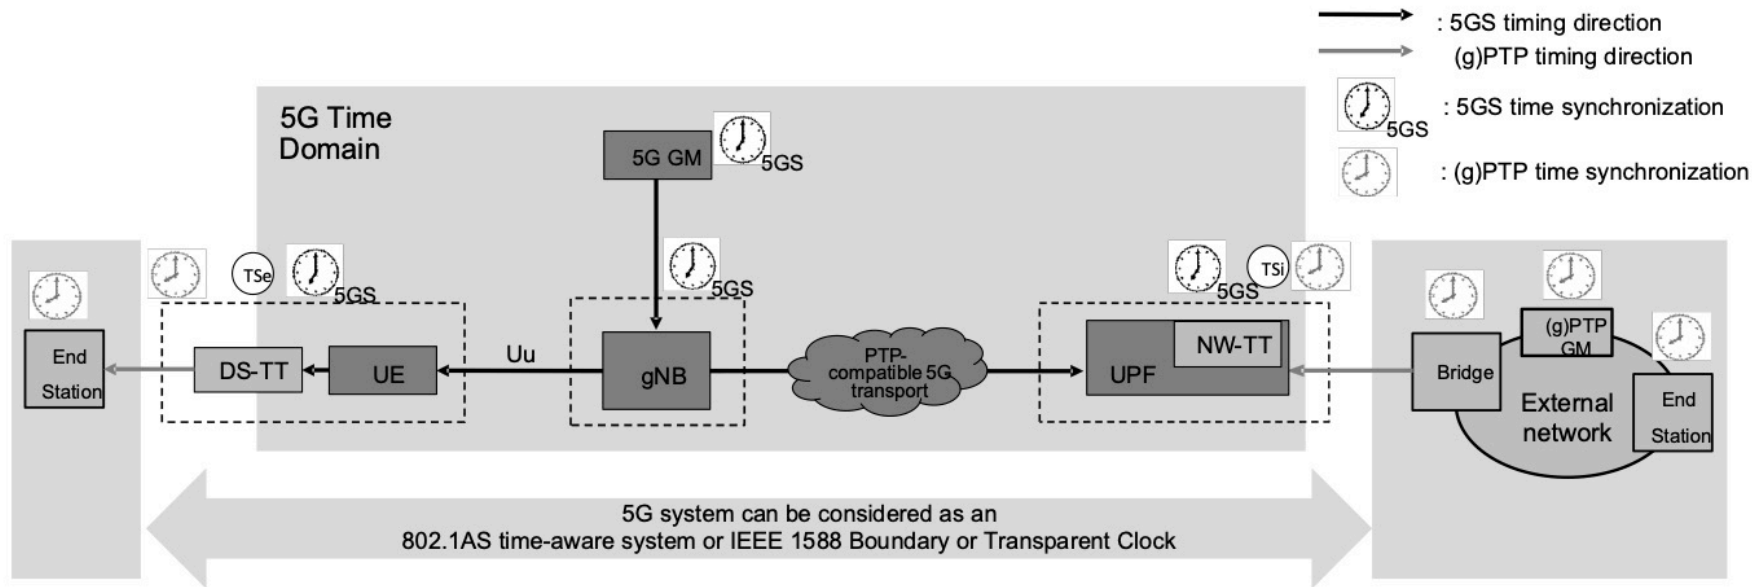 : 5GS timing direction
(g)PTP timing direction
5GS
: 5GS time synchronization
: (g)PTP time synchronization
5G Time
Domain
5G GM
5GS
5GS
TSe
5GS
5GS
TSi
End
Station
DS-TT
UE
Uu
gNB
PTP-
compatible 5G
transport
UPF
NW-TT
Bridge
(g)PTP
GM
External
network
End
Station
5G system can be considered as an
802.1AS time-aware system or IEEE 1588 Boundary or Transparent Clock